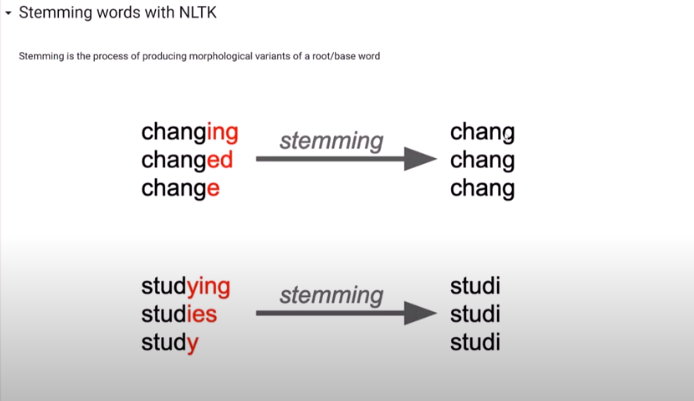 Stemming words with NLTK
Stemming is the process of producing morphological variants of a root/base word
changing
changed
change
stemming
chang
chang
chang
studying
studies
study
stemming
studi
studi
studi